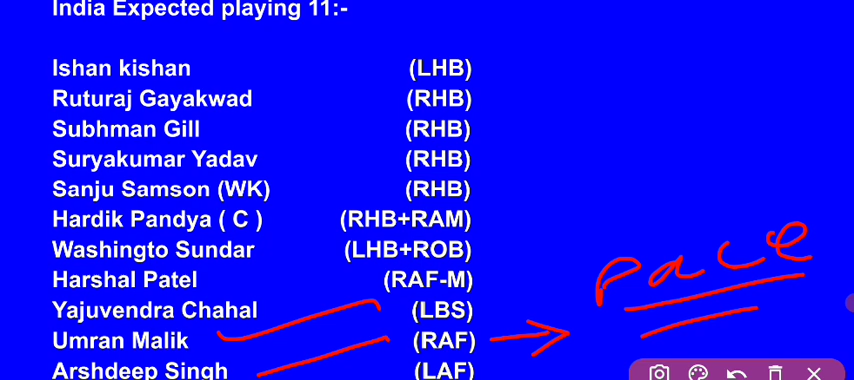 India Expected playing 11:-
Ishan kishan (LHB)
Ruturaj Gayakwad (RHB)
Subhman Gill (RHB)
Suryakumar Yadav (RHB)
Sanju Samson (WK) (RHB)
Hardik Pandya ( C ) (RHB+RAM)
Washingto Sundar (LHB+ROB)
Harshal Patel (RAF-M)
Yajuvendra Chahal (LBS)
Umran Malik (RAF) pace
Arshdeep Singh (LAF)